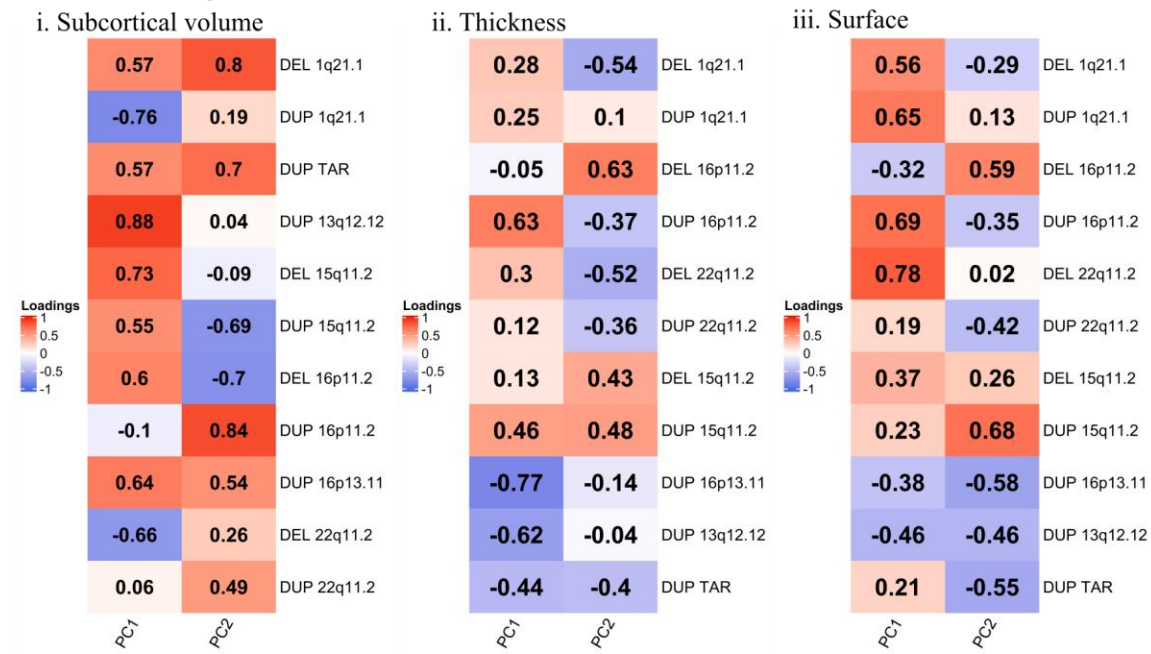 i. Subcortical volume
0.57 0.8 DEL 1q21.1
-0.76 0.19 DUP 1q21.1
0.57 0.7 DUP TAR
0.88 0.04 DUP 13q12.12
0.73 -0.09 DEL 15q11.2
0.55 -0.69 DUP 15q11.2
0.6 -0.7 DEL 16p11.2
-0.1 0.84 DUP 16p11.2
0.64 0.54 DUP 16p13.11
-0.66 0.26 DEL 22q11.2
0.06 0.49 DUP 22q11.2
PC1 PC2
Loadings
1
0.5
0
-0.5
-1
ii. Thickness
0.28 -0.54 DEL 1q21.1
0.25 0.1 DUP 1q21.1
-0.05 0.63 DEL 16p11.2
0.63 -0.37 DUP 16p11.2
0.3 -0.52 DEL 22q11.2
0.12 -0.36 DUP 22q11.2
0.13 0.43 DEL 15q11.2
0.46 0.48 DUP 15q11.2
-0.77 -0.14 DUP 16p13.11
-0.62 -0.04 DUP 13q12.12
-0.44 -0.4 DUP TAR
PC1 PC2
Loadings
1
0.5
0
-0.5
-1
iii. Surface
0.56 -0.29 DEL 1q21.1
0.65 0.13 DUP 1q21.1
-0.32 0.59 DEL 16p11.2
0.69 -0.35 DUP 16p11.2
0.78 0.02 DEL 22q11.2
0.19 -0.42 DUP 22q11.2
0.37 0.26 DEL 15q11.2
0.23 0.68 DUP 15q11.2
-0.38 -0.58 DUP 16p13.11
-0.46 -0.46 DUP 13q12.12
0.21 -0.55 DUP TAR
PC1 PC2
Loadings
1
0.5
0
-0.5
-1